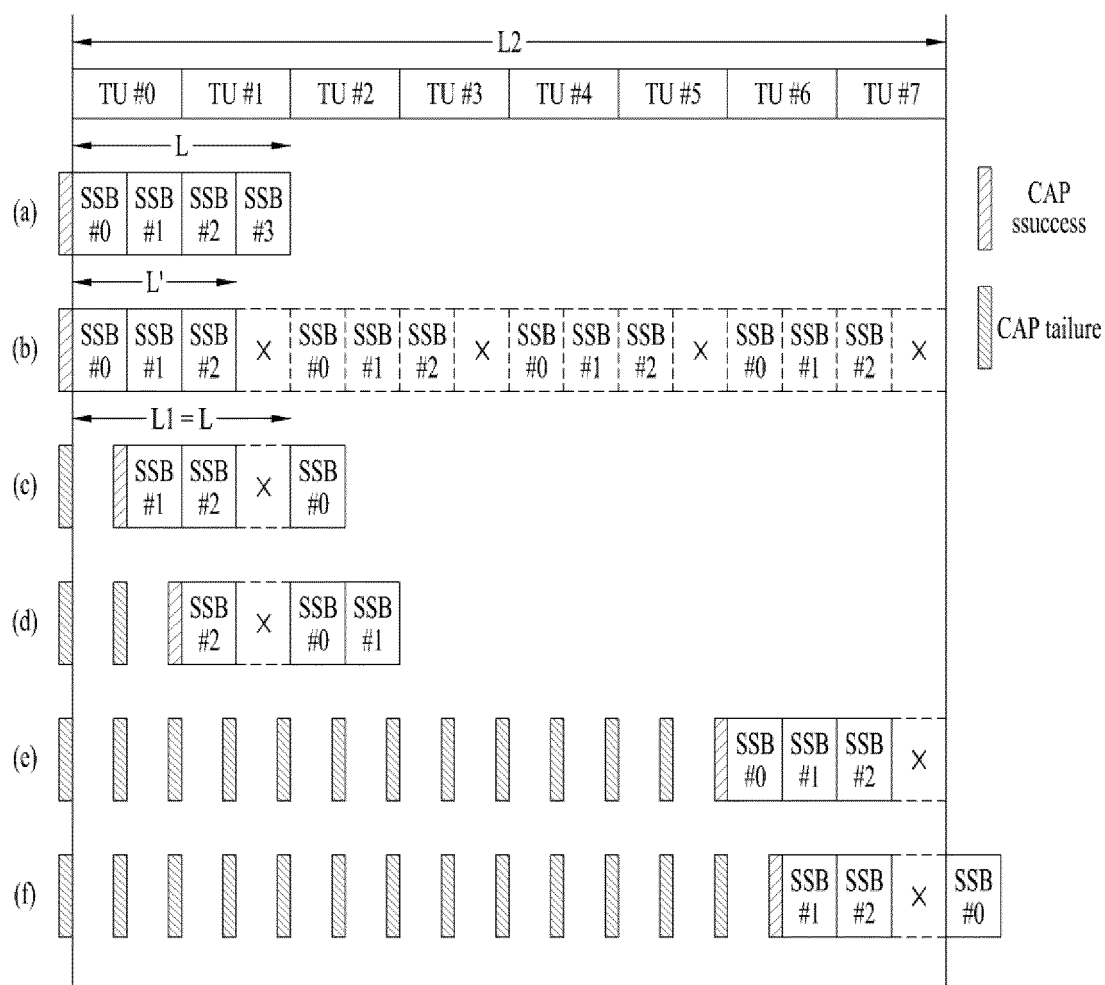 L2
TU #0 TU #1 TU #2 TU #3 TU #4 TU #5 TU #6 TU #7
L
(a) SSB #0 SSB #1 SSB #2 SSB #3
CAP
ssuccess
L'
(b) SSB #0 SSB #1 SSB #2 X SSB #0 SSB #1 SSB #2 X SSB #0 SSB #1 SSB #2 X SSB #0 SSB #1 SSB #2 X
CAP tailure
L1 = L
(c) SSB #1 SSB #2 X SSB #0
(d) SSB #2 X SSB #0 SSB #1
(e) SSB #0 SSB #1 SSB #2 X
(f) SSB #1 SSB #2 X SSB #0